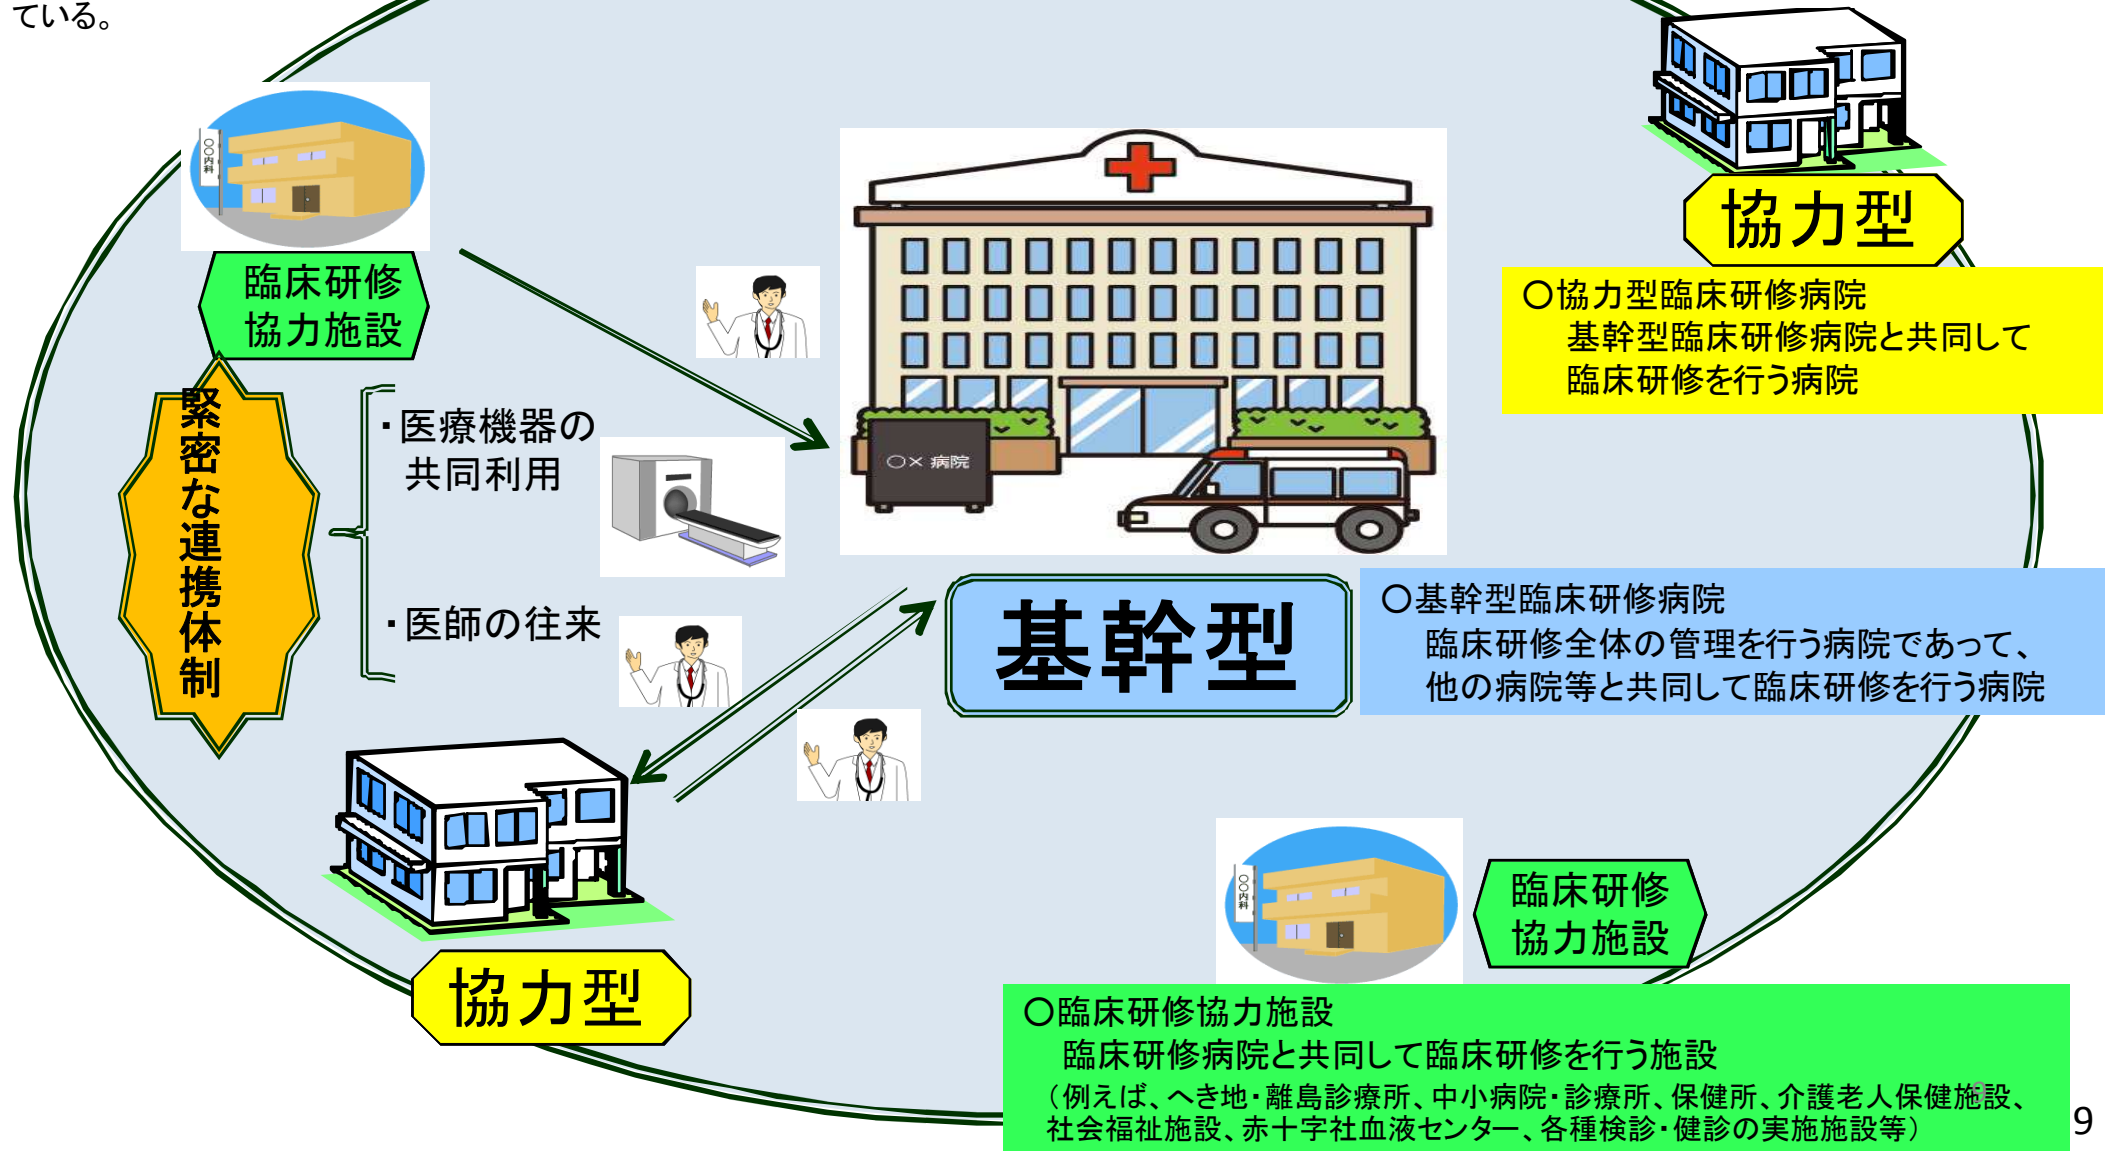 ている。
〇〇内科
臨床研修
協力施設
協力型
〇協力型臨床研修病院
基幹型臨床研修病院と共同して
臨床研修を行う病院
緊密な連携体制
・医療機器の
共同利用
・医師の往来
〇× 病院
基幹型
〇基幹型臨床研修病院
臨床研修全体の管理を行う病院であって、
他の病院等と共同して臨床研修を行う病院
協力型
〇〇内科
臨床研修
協力施設
〇臨床研修協力施設
臨床研修病院と共同して臨床研修を行う施設
（例えば、へき地・離島診療所、中小病院・診療所、保健所、介護老人保健施設、
社会福祉施設、赤十字社血液センター、各種検診・健診の実施施設等）
9
9